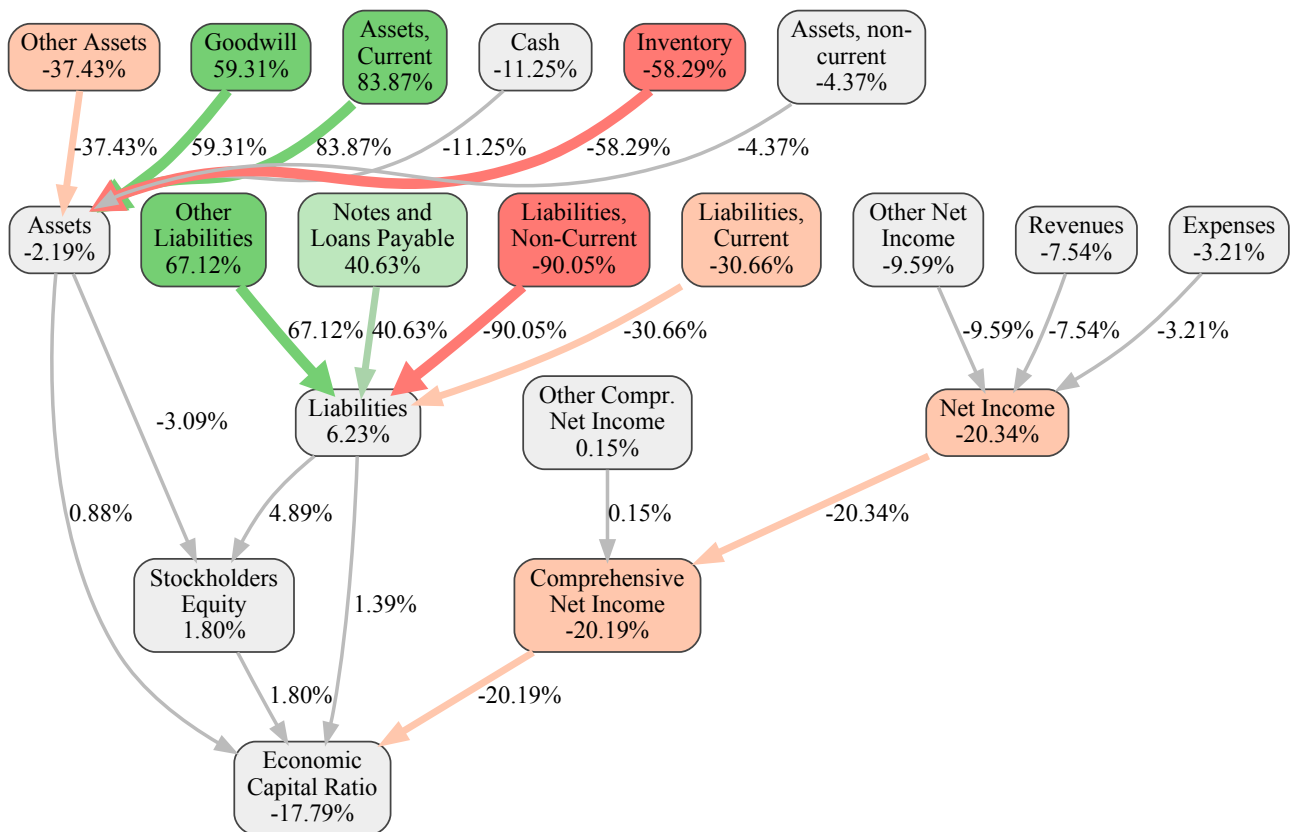 Other Assets
-37.43%
Goodwill
59.31%
Assets,
Current
83.87%
Cash
-11.25%
Inventory
-58.29%
Assets, non-
current
-4.37%
-37.43%
59.31%
83.87%
-11.25%
-58.29%
-4.37%
Assets
-2.19%
Other
Liabilities
67.12%
Notes and
Loans Payable
40.63%
Liabilities,
Non-Current
-90.05%
Liabilities,
Current
-30.66%
Other Net
Income
-9.59%
Revenues
-7.54%
Expenses
-3.21%
67.12%
40.63%
-90.05%
-30.66%
-9.59%
-7.54%
-3.21%
-3.09%
Liabilities
6.23%
Other Compr.
Net Income
0.15%
Net Income
-20.34%
0.88%
4.89%
0.15%
-20.34%
Stockholders
Equity
1.80%
1.39%
Comprehensive
Net Income
-20.19%
1.80%
-20.19%
Economic
Capital Ratio
-17.79%